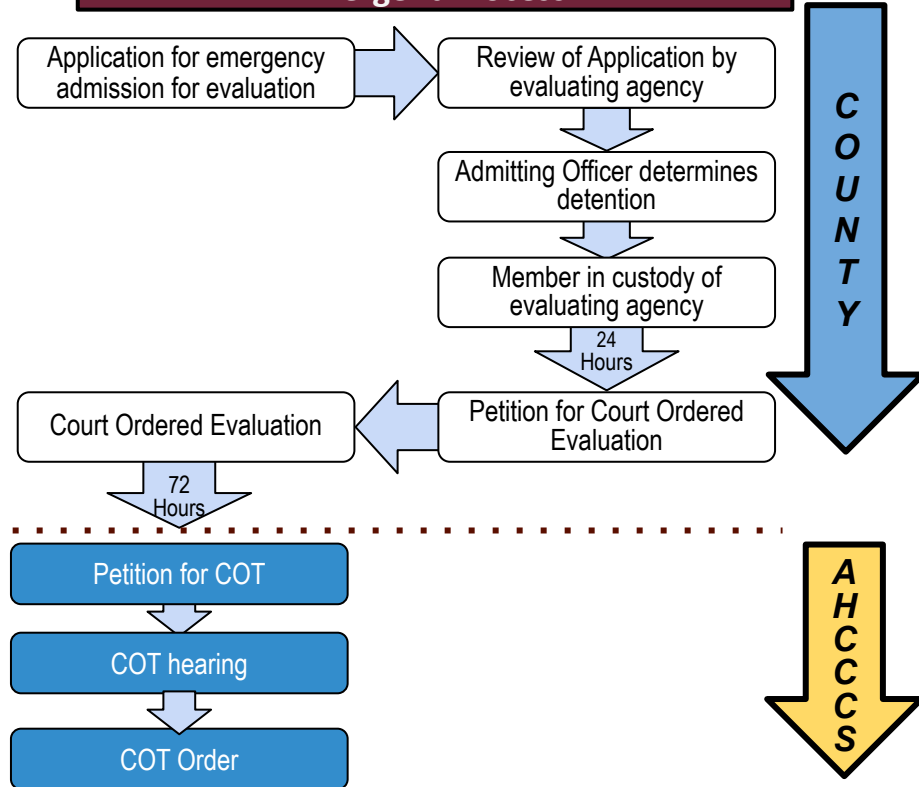 Application for emergency
admission for evaluation
Review of Application by
evaluating agency
Admitting Officer determines
detention
Member in custody of
evaluating agency
24
Hours
Petition for Court Ordered
Evaluation
Court Ordered Evaluation
72
Hours
Petition for COT
COT hearing
COT Order
COUNTY
AHCCCS